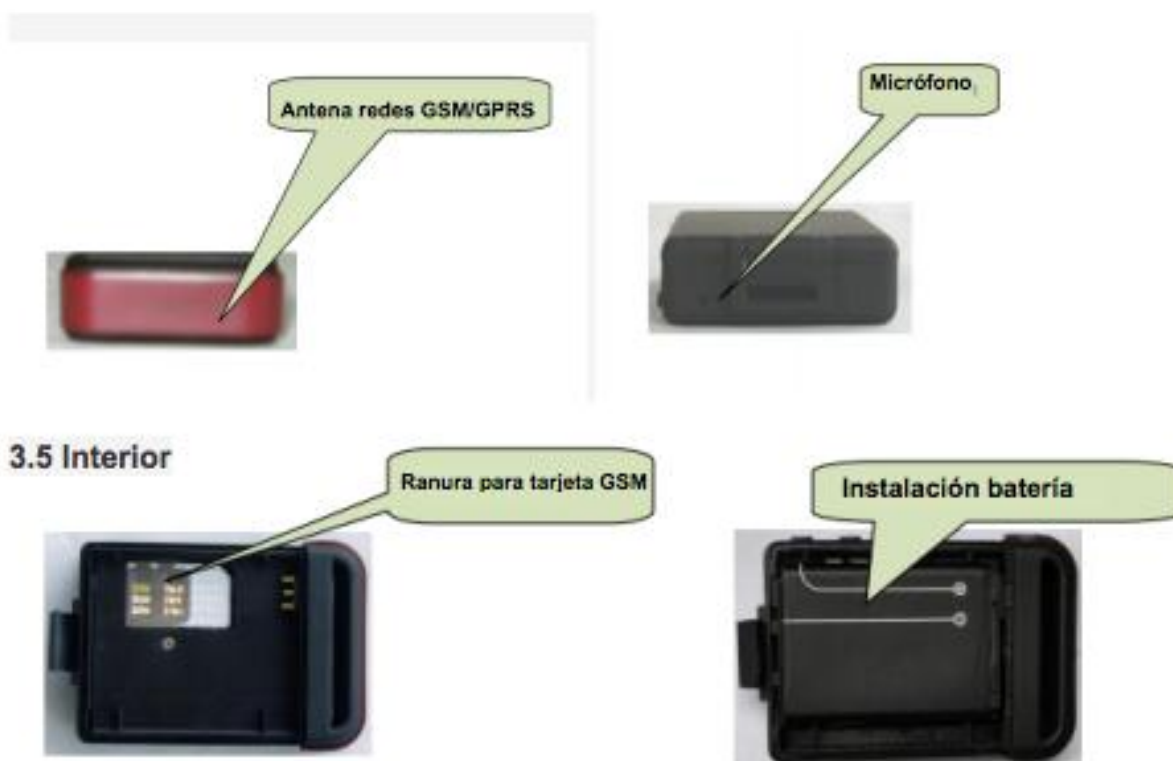 Antena redes GSM/GPRS
Micrófono
3.5 Interior
Ranura para tarjeta GSM
Instalación batería